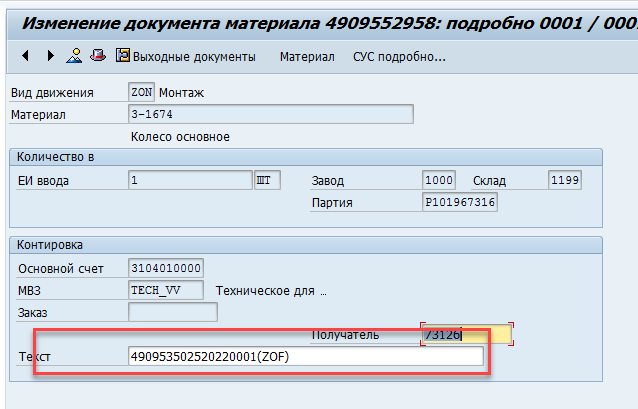 Изменение документа материала 4909552958: подробно 0001 / 000
Выходные документы Материал СУС подробно...
Вид движения ZON Монтаж
Материал 3-1674
Колесо основное
Количество в
ЕИ ввода 1 ШТ Завод 1000 Склад 1199
Партия P101967316
Контировка
Основной счет 3104010000
МВЗ TECH_VV Техническое для ...
Заказ
Получатель 73126
Текст 490953502520220001(ZOF)